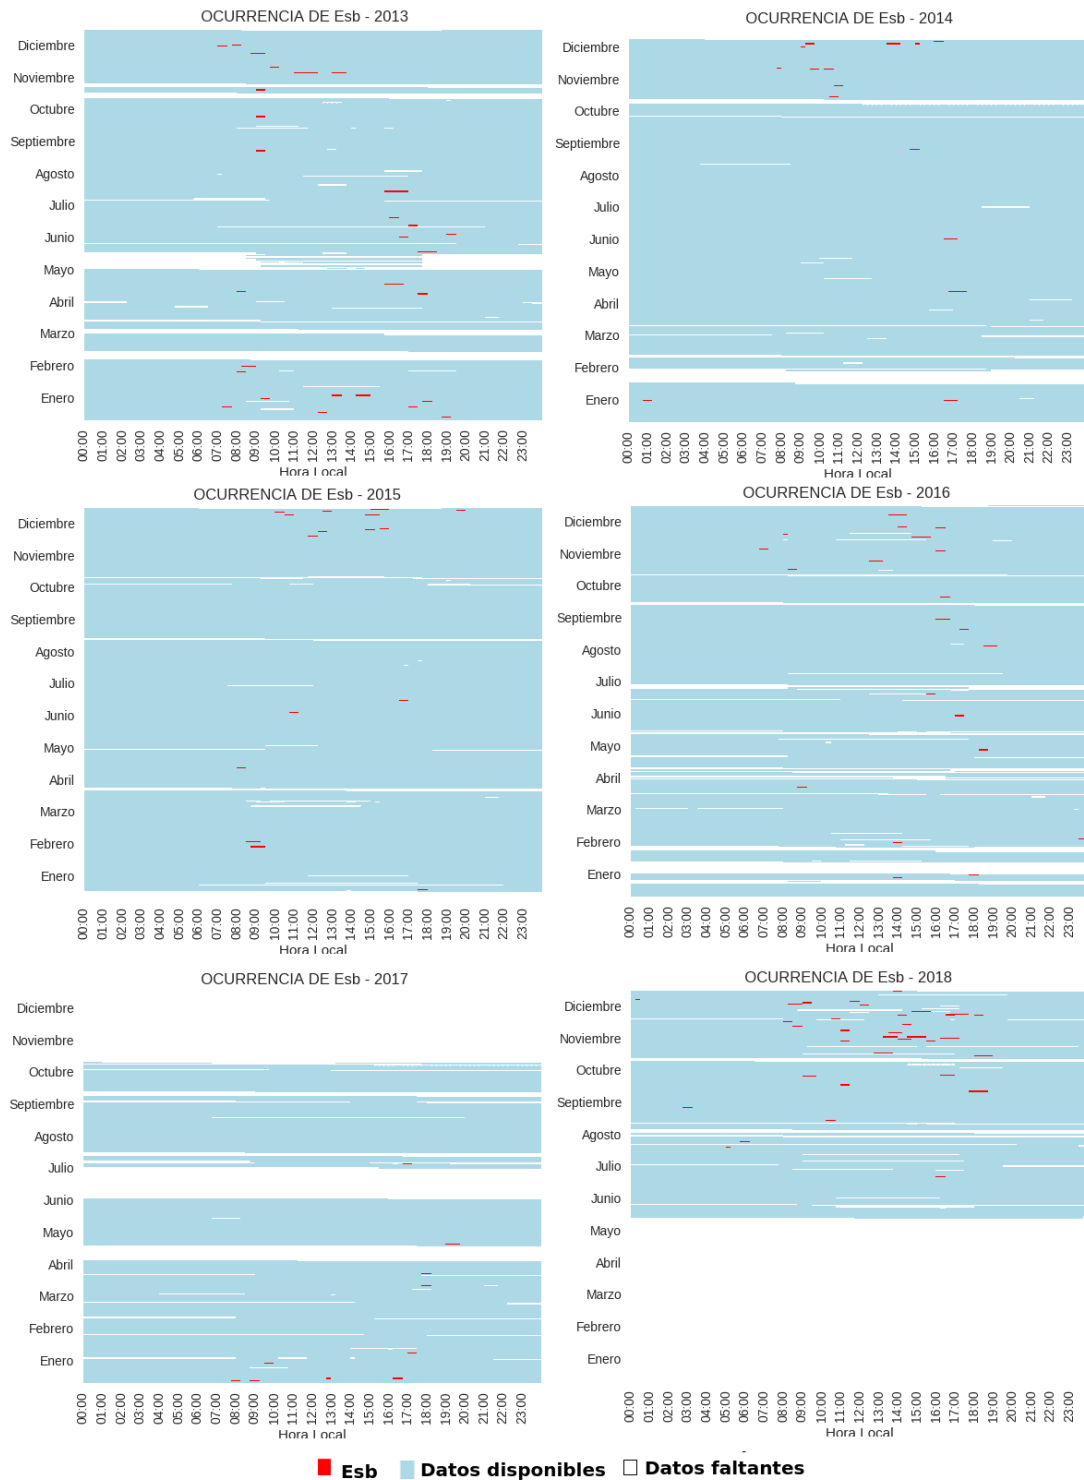 OCURRENCIA DE Esb - 2013
Diciembre
Noviembre
Octubre
Septiembre
Agosto
Julio
Junio
Mayo
Abril
Marzo
Febrero
Enero
00:00 01:00 02:00 03:00 04:00 05:00 06:00 07:00 08:00 09:00 10:00 11:00 12:00 13:00 14:00 15:00 16:00 17:00 18:00 19:00 20:00 21:00 22:00 23:00
Hora Local
OCURRENCIA DE Esb - 2014
Diciembre
Noviembre
Octubre
Septiembre
Agosto
Julio
Junio
Mayo
Abril
Marzo
Febrero
Enero
00:00 01:00 02:00 03:00 04:00 05:00 06:00 07:00 08:00 09:00 10:00 11:00 12:00 13:00 14:00 15:00 16:00 17:00 18:00 19:00 20:00 21:00 22:00 23:00
Hora Local
OCURRENCIA DE Esb - 2015
Diciembre
Noviembre
Octubre
Septiembre
Agosto
Julio
Junio
Mayo
Abril
Marzo
Febrero
Enero
00:00 01:00 02:00 03:00 04:00 05:00 06:00 07:00 08:00 09:00 10:00 11:00 12:00 13:00 14:00 15:00 16:00 17:00 18:00 19:00 20:00 21:00 22:00 23:00
Hora Local
OCURRENCIA DE Esb - 2016
Diciembre
Noviembre
Octubre
Septiembre
Agosto
Julio
Junio
Mayo
Abril
Marzo
Febrero
Enero
00:00 01:00 02:00 03:00 04:00 05:00 06:00 07:00 08:00 09:00 10:00 11:00 12:00 13:00 14:00 15:00 16:00 17:00 18:00 19:00 20:00 21:00 22:00 23:00
Hora Local
OCURRENCIA DE Esb - 2017
Diciembre
Noviembre
Octubre
Septiembre
Agosto
Julio
Junio
Mayo
Abril
Marzo
Febrero
Enero
00:00 01:00 02:00 03:00 04:00 05:00 06:00 07:00 08:00 09:00 10:00 11:00 12:00 13:00 14:00 15:00 16:00 17:00 18:00 19:00 20:00 21:00 22:00 23:00
Hora Local
OCURRENCIA DE Esb - 2018
Diciembre
Noviembre
Octubre
Septiembre
Agosto
Julio
Junio
Mayo
Abril
Marzo
Febrero
Enero
00:00 01:00 02:00 03:00 04:00 05:00 06:00 07:00 08:00 09:00 10:00 11:00 12:00 13:00 14:00 15:00 16:00 17:00 18:00 19:00 20:00 21:00 22:00 23:00
Hora Local
Esb Datos disponibles Datos faltantes